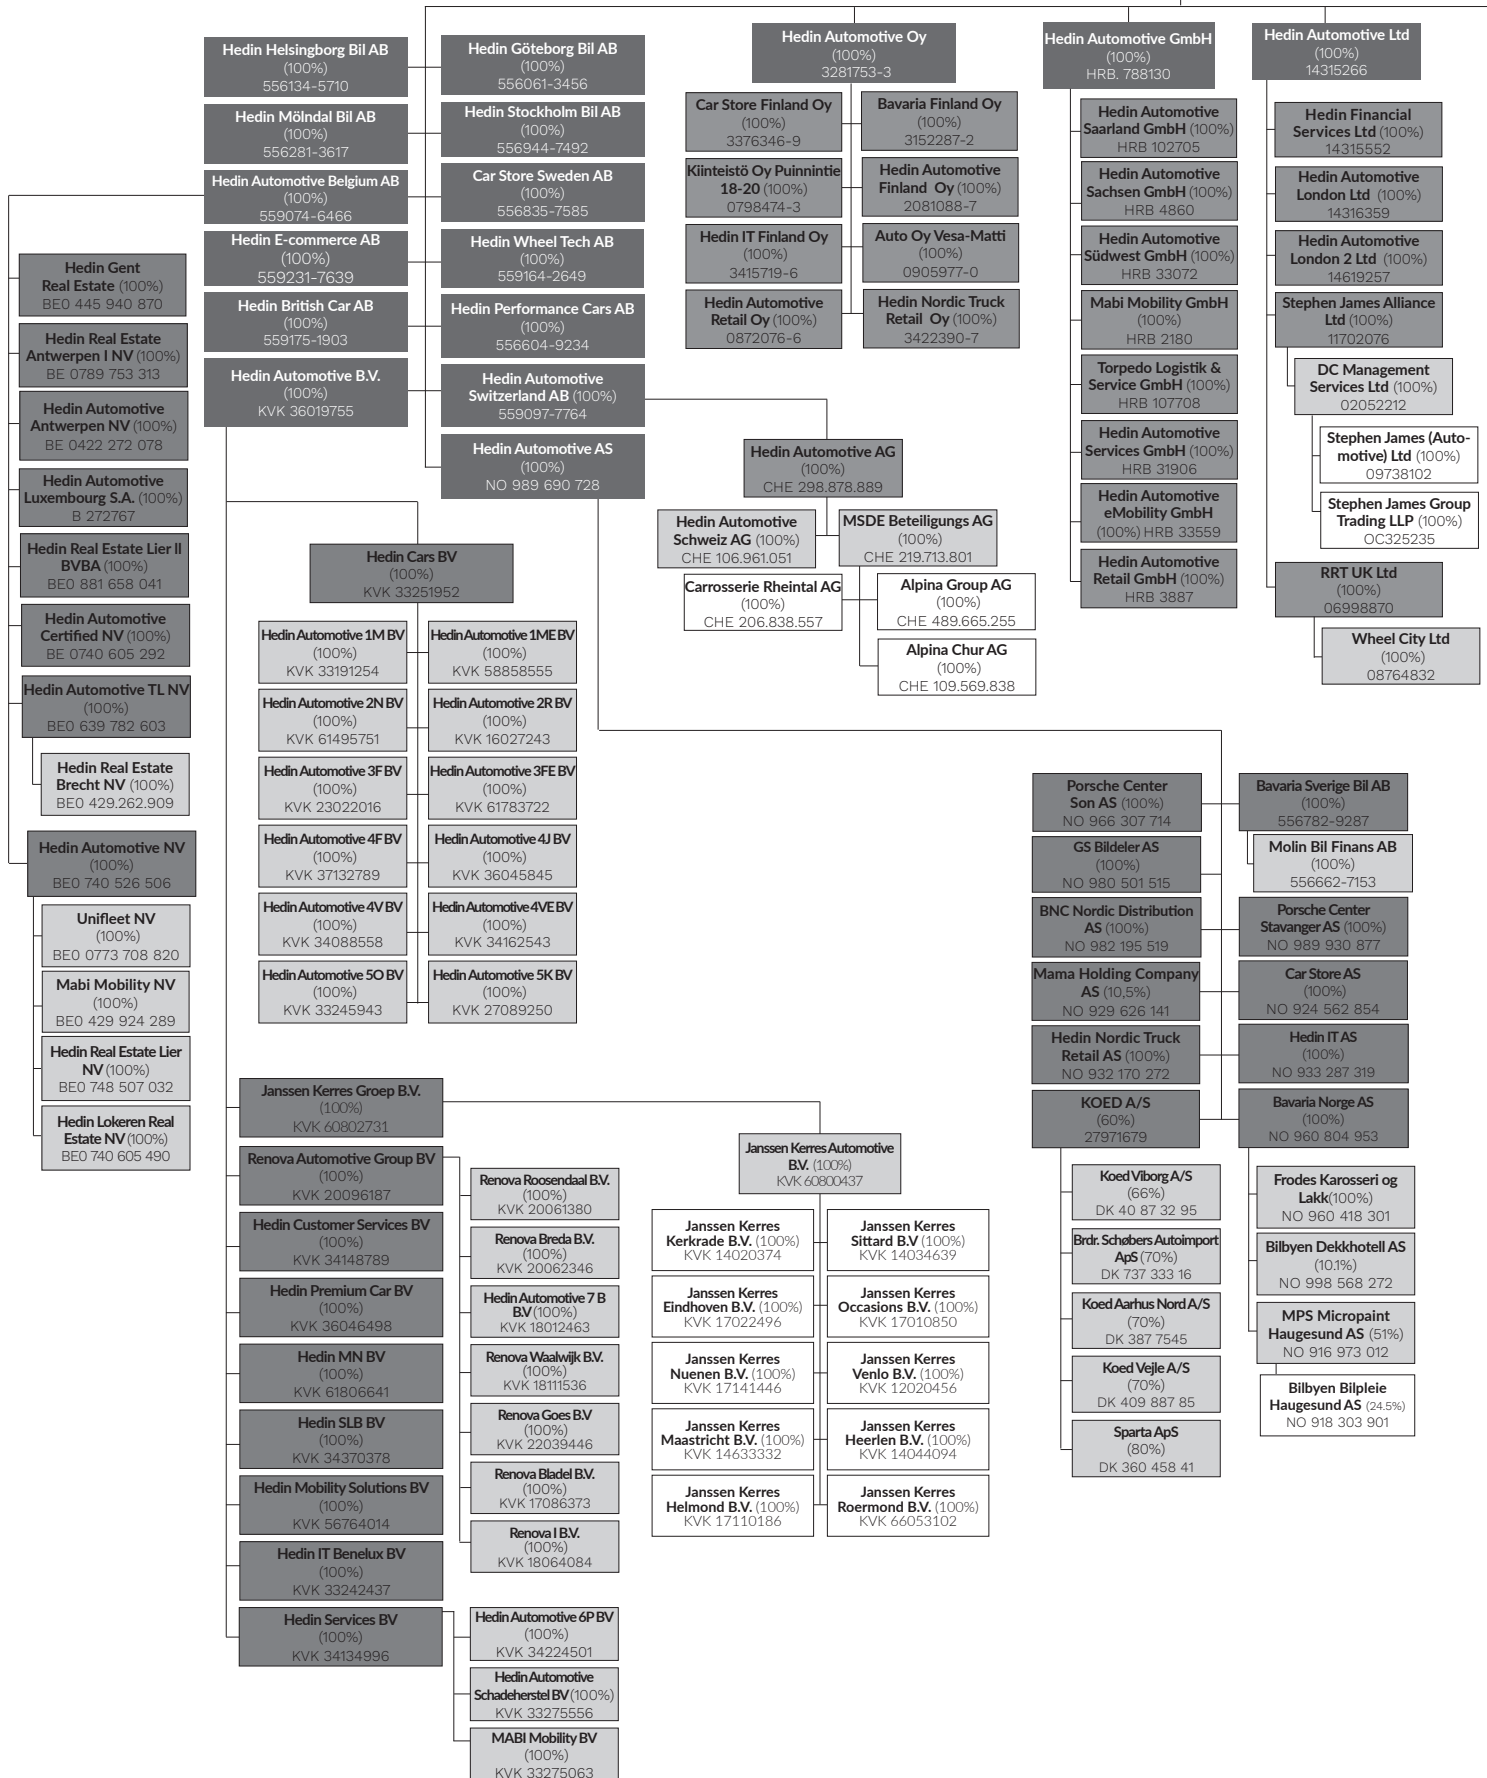 Hedin Helsingborg Bil AB
(100%)
556134-5710
Hedin Göteborg Bil AB
(100%)
556061-3456
Hedin Mölndal Bil AB
(100%)
556281-3617
Hedin Stockholm Bil AB
(100%)
556944-7492
Hedin Automotive Belgium AB
(100%)
559074-6466
Car Store Sweden AB
(100%)
556835-7585
Hedin E-commerce AB
(100%)
559231-7639
Hedin Wheel Tech AB
(100%)
559164-2649
Hedin British Car AB
(100%)
559175-1903
Hedin Performance Cars AB
(100%)
556604-9234
Hedin Automotive B.V.
(100%)
KVK 36019755
Hedin Automotive
Switzerland AB (100%)
559097-7764
Hedin Automotive AS
(100%)
NO 989 690 728
Hedin Automotive Oy
(100%)
3281753-3
Car Store Finland Oy
(100%)
3376346-9
Bavaria Finland Oy
(100%)
3152287-2
Kiinteistö Oy Puinnintie
18-20 (100%)
0798474-3
Hedin Automotive
Finland Oy (100%)
2081088-7
Hedin IT Finland Oy
(100%)
3415719-6
Auto Oy Vesa-Matti
(100%)
0905977-0
Hedin Automotive
Retail Oy (100%)
0872076-6
Hedin Nordic Truck
Retail Oy (100%)
3422390-7
Hedin Automotive GmbH
(100%)
HRB. 788130
Hedin Automotive
Saarland GmbH (100%)
HRB 102705
Hedin Automotive
Sachsen GmbH (100%)
HRB 4860
Hedin Automotive
Südwest GmbH (100%)
HRB 33072
Mabi Mobility GmbH
(100%)
HRB 2180
Torpedo Logistik &
Service GmbH (100%)
HRB 107708
Hedin Automotive
Services GmbH (100%)
HRB 31906
Hedin Automotive
eMobility GmbH
(100%) HRB 33559
Hedin Automotive
Retail GmbH (100%)
HRB 3887
Hedin Automotive Ltd
(100%)
14315266
Hedin Financial
Services Ltd (100%)
14315552
Hedin Automotive
London Ltd (100%)
14316359
Hedin Automotive
London 2 Ltd (100%)
14619257
Stephen James Alliance
Ltd (100%)
11702076
DC Management
Services Ltd (100%)
02052212
Stephen James (Auto-
motive) Ltd (100%)
09738102
Stephen James Group
Trading LLP (100%)
OC325235
RRT UK Ltd
(100%)
06998870
Wheel City Ltd
(100%)
08764832
Hedin Gent
Real Estate (100%)
BE0 445 940 870
Hedin Real Estate
Antwerpen I NV (100%)
BE 0789 753 313
Hedin Automotive
Antwerpen NV (100%)
BE 0422 272 078
Hedin Automotive
Luxembourg S.A. (100%)
B 272767
Hedin Real Estate Lier II
BVBA (100%)
BE0 881 658 041
Hedin Automotive
Certified NV (100%)
BE 0740 605 292
Hedin Automotive TL NV
(100%)
BE0 639 782 603
Hedin Real Estate
Brecht NV (100%)
BE0 429.262.909
Hedin Automotive NV
(100%)
BE0 740 526 506
Unifleet NV
(100%)
BE0 0773 708 820
Mabi Mobility NV
(100%)
BE0 429 924 289
Hedin Real Estate Lier
NV (100%)
BE0 748 507 032
Hedin Lokeren Real
Estate NV (100%)
BE0 740 605 490
Hedin Automotive AG
(100%)
CHE 298.878.889
Hedin Automotive
Schweiz AG (100%)
CHE 106.961.051
MSDE Beteiligungs AG
(100%)
CHE 219.713.801
Carrosserie Rheintal AG
(100%)
CHE 206.838.557
Alpina Group AG
(100%)
CHE 489.665.255
Alpina Chur AG
(100%)
CHE 109.569.838
Hedin Cars BV
(100%)
KVK 33251952
Hedin Automotive 1M BV
(100%)
KVK 33191254
Hedin Automotive 1ME BV
(100%)
KVK 58858555
Hedin Automotive 2N BV
(100%)
KVK 61495751
Hedin Automotive 2R BV
(100%)
KVK 16027243
Hedin Automotive 3F BV
(100%)
KVK 23022016
Hedin Automotive 3FE BV
(100%)
KVK 61783722
Hedin Automotive 4F BV
(100%)
KVK 37132789
Hedin Automotive 4J BV
(100%)
KVK 36045845
Hedin Automotive 4V BV
(100%)
KVK 34088558
Hedin Automotive 4VE BV
(100%)
KVK 34162543
Hedin Automotive 5O BV
(100%)
KVK 33245943
Hedin Automotive 5K BV
(100%)
KVK 27089250
Janssen Kerres Groep B.V.
(100%)
KVK 60802731
Renova Automotive Group BV
(100%)
KVK 20096187
Hedin Customer Services BV
(100%)
KVK 34148789
Hedin Premium Car BV
(100%)
KVK 36046498
Hedin MN BV
(100%)
KVK 61806641
Hedin SLB BV
(100%)
KVK 34370378
Hedin Mobility Solutions BV
(100%)
KVK 56764014
Hedin IT Benelux BV
(100%)
KVK 33242437
Hedin Services BV
(100%)
KVK 34134996
Renova Roosendaal B.V.
(100%)
KVK 20061380
Renova Breda B.V.
(100%)
KVK 20062346
Hedin Automotive 7 B
B.V (100%)
KVK 18012463
Renova Waalwijk B.V.
(100%)
KVK 18111536
Renova Goes B.V
(100%)
KVK 22039446
Renova Bladel B.V.
(100%)
KVK 17086373
Renova I B.V.
(100%)
KVK 18064084
Hedin Automotive 6P BV
(100%)
KVK 34224501
Hedin Automotive
Schadeherstel BV (100%)
KVK 33275556
MABI Mobility BV
(100%)
KVK 33275063
Janssen Kerres Automotive
B.V. (100%)
KVK 60800437
Janssen Kerres
Kerkrade B.V. (100%)
KVK 14020374
Janssen Kerres
Sittard B.V (100%)
KVK 14034639
Janssen Kerres
Eindhoven B.V. (100%)
KVK 17022496
Janssen Kerres
Occasions B.V. (100%)
KVK 17010850
Janssen Kerres
Nuenen B.V. (100%)
KVK 17141446
Janssen Kerres
Venlo B.V. (100%)
KVK 12020456
Janssen Kerres
Maastricht B.V. (100%)
KVK 14633332
Janssen Kerres
Heerlen B.V. (100%)
KVK 14044094
Janssen Kerres
Helmond B.V. (100%)
KVK 17110186
Janssen Kerres
Roermond B.V. (100%)
KVK 66053102
Porsche Center
Son AS (100%)
NO 966 307 714
Bavaria Sverige Bil AB
(100%)
556782-9287
Molin Bil Finans AB
(100%)
556662-7153
GS Bildeler AS
(100%)
NO 980 501 515
BNC Nordic Distribution
AS (100%)
NO 982 195 519
Porsche Center
Stavanger AS (100%)
NO 989 930 877
Mama Holding Company
AS (10,5%)
NO 929 626 141
Car Store AS
(100%)
NO 924 562 854
Hedin Nordic Truck
Retail AS (100%)
NO 932 170 272
Hedin IT AS
(100%)
NO 933 287 319
KOED A/S
(60%)
27971679
Bavaria Norge AS
(100%)
NO 960 804 953
Koed Viborg A/S
(66%)
DK 40 87 32 95
Brdr. Schøbers Autoimport
ApS (70%)
DK 737 333 16
Koed Aarhus Nord A/S
(70%)
DK 387 7545
Koed Vejle A/S
(70%)
DK 409 887 85
Sparta ApS
(80%)
DK 360 458 41
Frodes Karosseri og
Lakk(100%)
NO 960 418 301
Bilbyen Dekkhotell AS
(10.1%)
NO 998 568 272
MPS Micropaint
Haugesund AS (51%)
NO 916 973 012
Bilbyen Bilpleie
Haugesund AS (24.5%)
NO 918 303 901